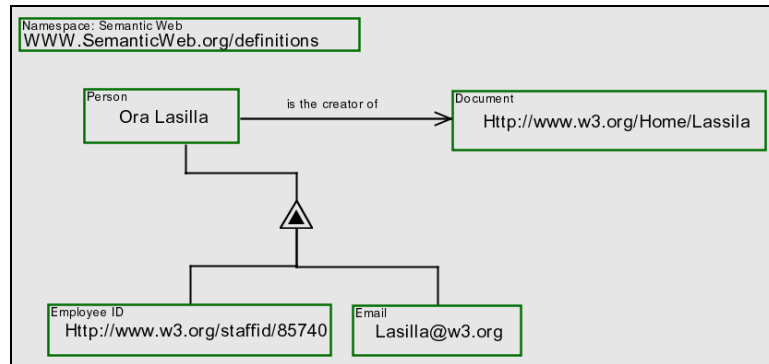 Namespace: Semantic Web
WWW.SemanticWeb.org/definitions
Person
Ora Lasilla
is the creator of
Document
Http://www.w3.org/Home/Lassila
Employee ID
Http://www.w3.org/staffid/85740
Email
Lasilla@w3.org